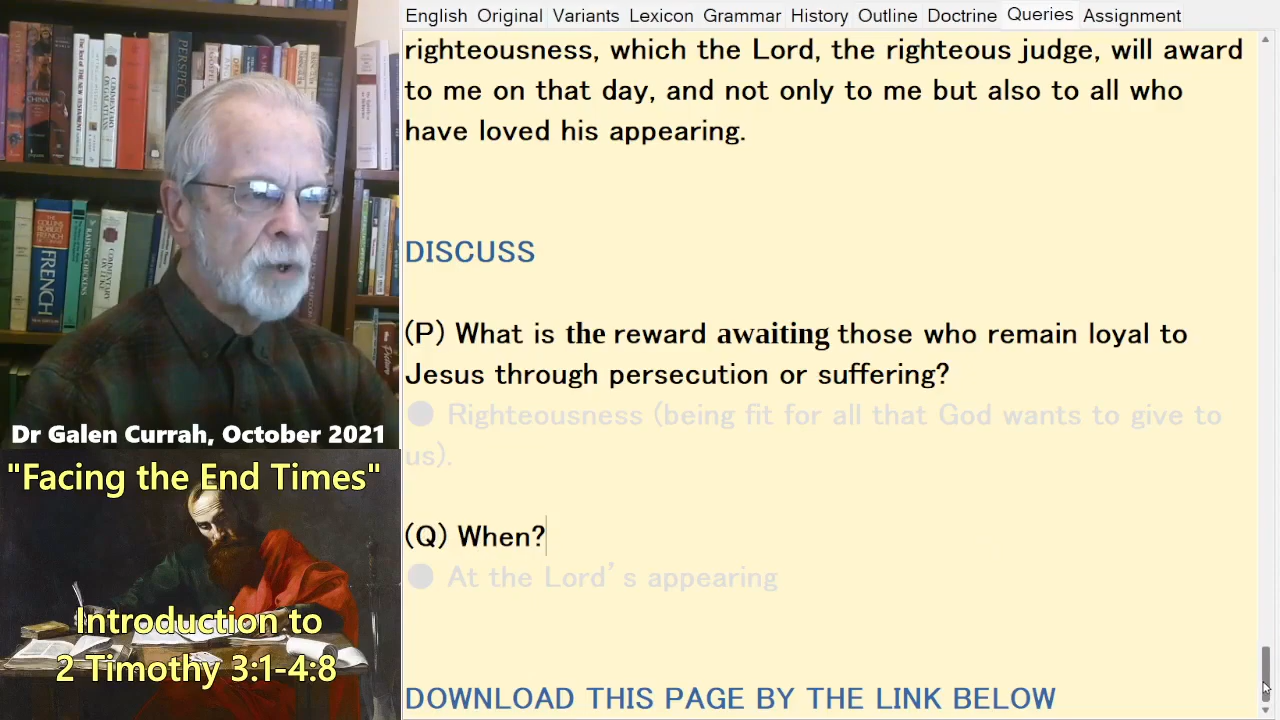 English Original Variants Lexicon Grammar History Outline Doctrine Queries Assignment
righteousness, which the Lord, the righteous judge, will award
to me on that day, and not only to me but also to all who
have loved his appearing.
DISCUSS
(P) What is the reward awaiting those who remain loyal to
Jesus through persecution or suffering?
● Righteousness (being fit for all that God wants to give to
us).
(Q) When?
● At the Lord's appearing
DOWNLOAD THIS PAGE BY THE LINK BELOW
Dr Galen Currah, October 2021
"Facing the End Times"
Introduction to
2 Timothy 3:1-4:8
FRENCH
RAISING CHICKENS
CHINA